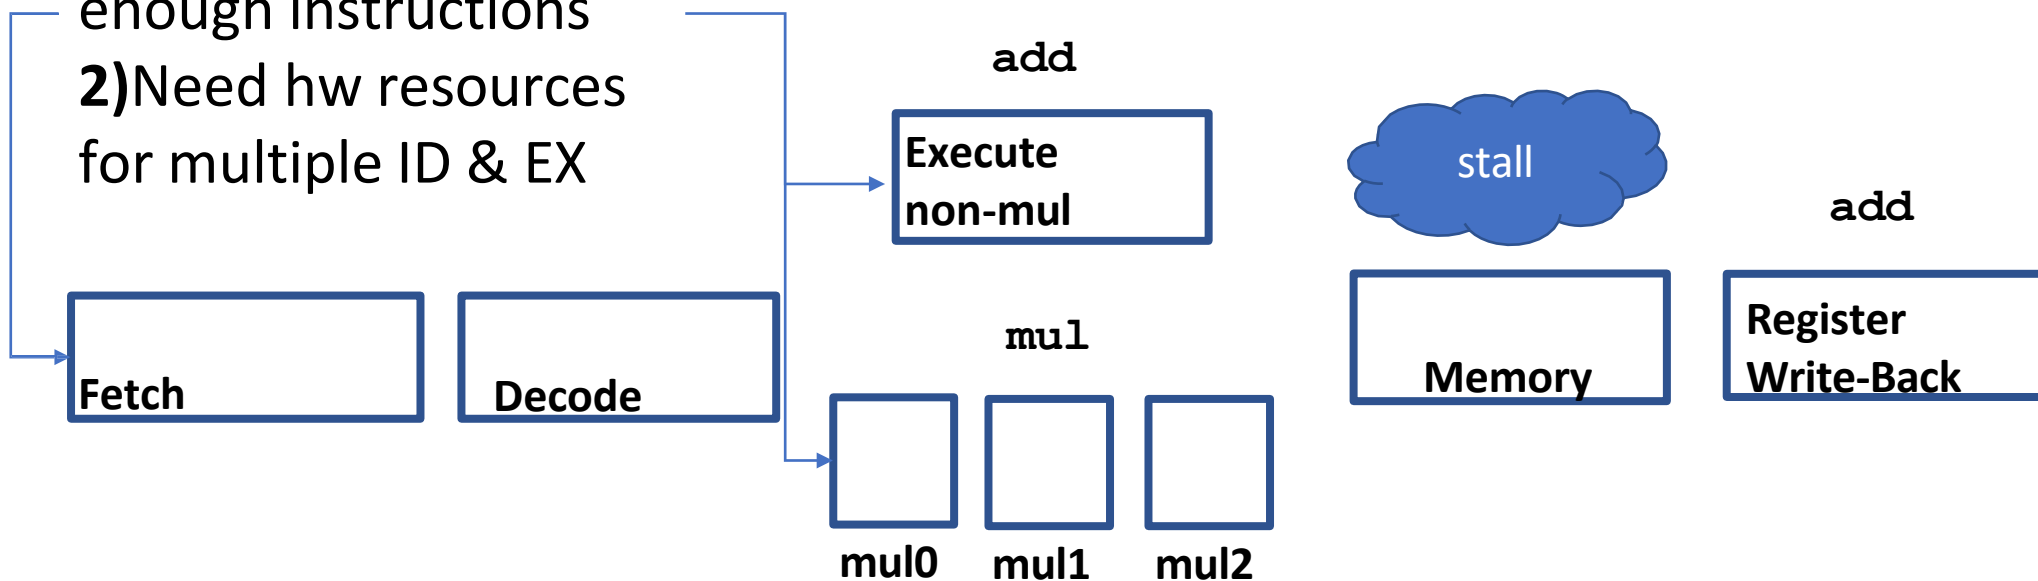 enough instructions
2)Need hw resources
for multiple ID & EX
add
Execute
non-mul
stall
add
mul
Fetch
Decode
Memory
Register
Write-Back
mul0
mul1
mul2